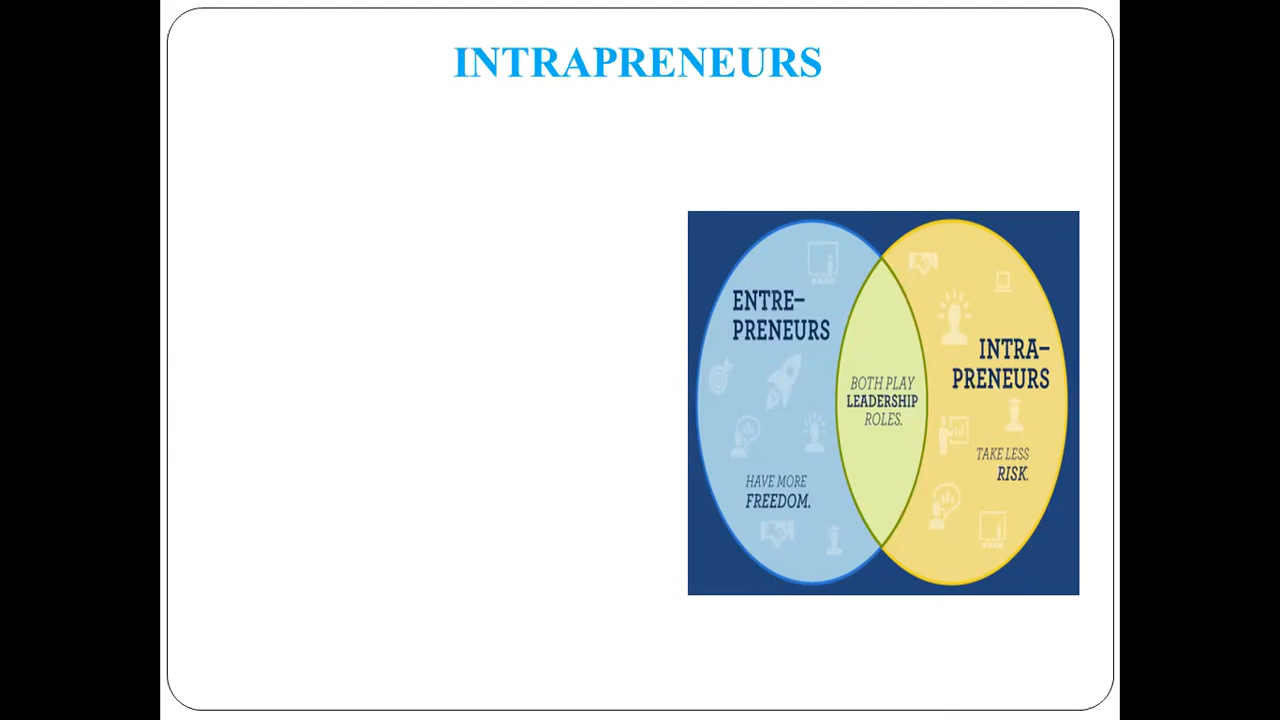 INTRAPRENEURS
ENTRE–
PRENEURS
HAVE MORE
FREEDOM.
BOTH PLAY
LEADERSHIP
ROLES.
INTRA–
PRENEURS
TAKE LESS
RISK.